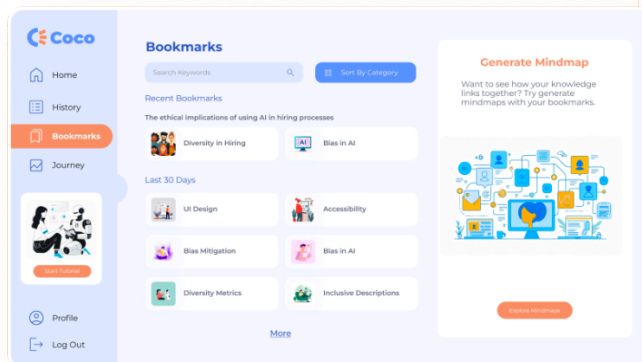 Coco
Home
History
Bookmarks
Journey
Start Tutorial
Profile
Log Out
Bookmarks
Search Keywords
Sort By Category
Recent Bookmarks
The ethical implications of using AI in hiring processes
Diversity in Hiring
AI
Bias in AI
Last 30 Days
UI Design
Accessibility
Bias Mitigation
Bias in AI
Diversity Metrics
Inclusive Descriptions
More
Generate Mindmap
Want to see how your knowledge
links together? Try generate
mindmaps with your bookmarks.
Explore Mindmaps